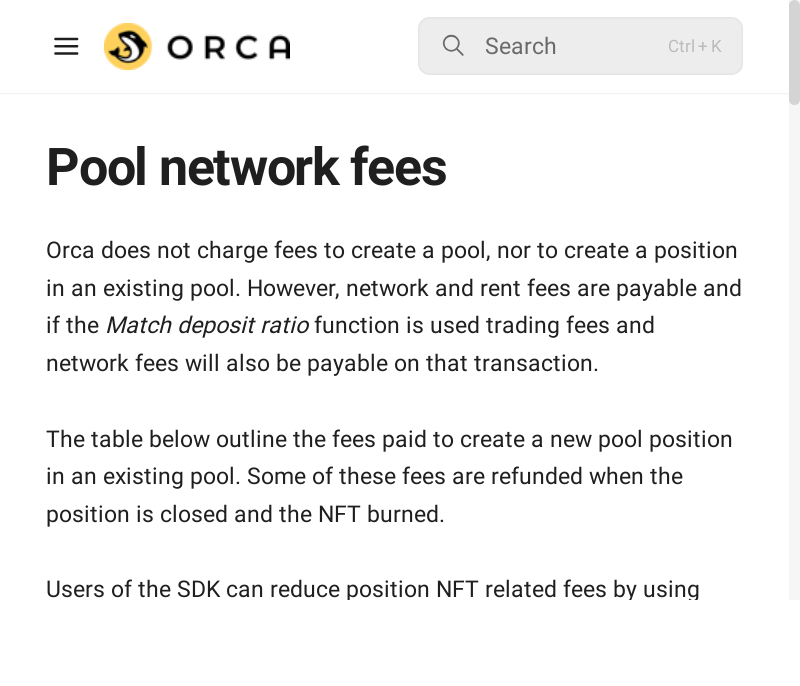 ORCA
Search
Ctrl + K
Pool network fees
Orca does not charge fees to create a pool, nor to create a position
in an existing pool. However, network and rent fees are payable and
if the Match deposit ratio function is used trading fees and
network fees will also be payable on that transaction.
The table below outline the fees paid to create a new pool position
in an existing pool. Some of these fees are refunded when the
position is closed and the NFT burned.
Users of the SDK can reduce position NFT related fees by using